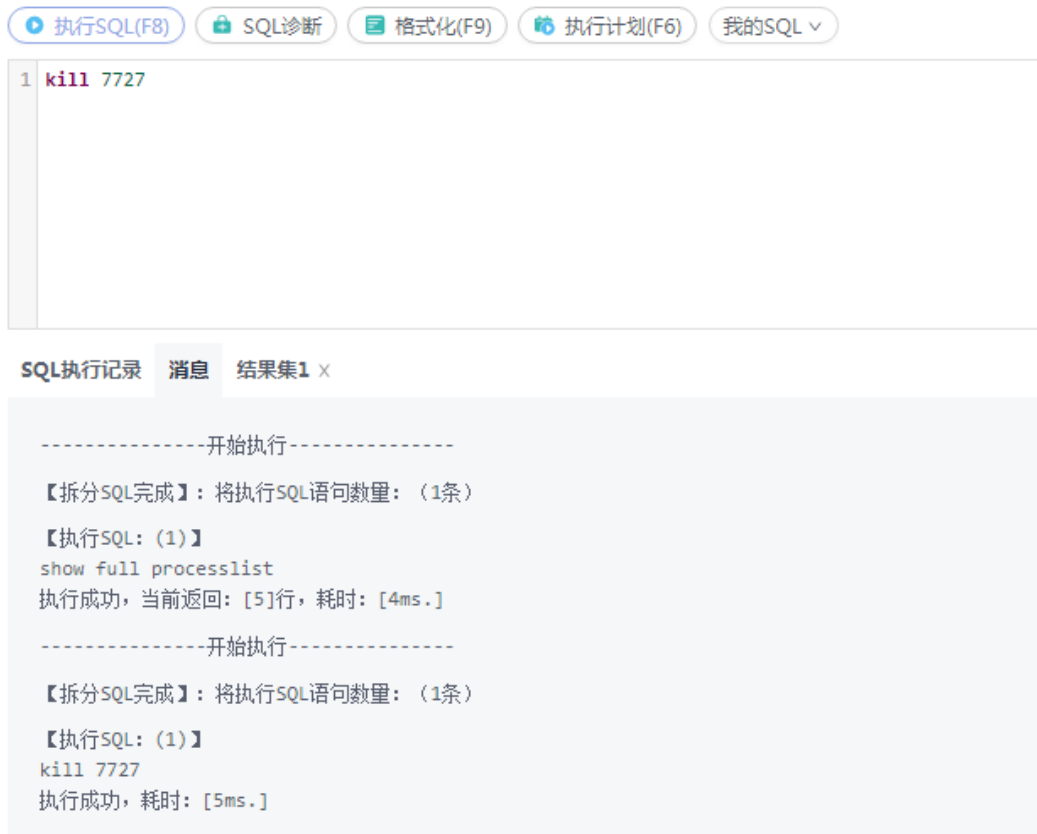 执行SQL(F8) SQL诊断 格式化(F9) 执行计划(F6) 我的SQL
1 kill 7727
SQL执行记录 消息 结果集1 x
---------------开始执行---------------
【拆分SQL完成】：将执行SQL语句数量：（1条）
【执行SQL：(1)】
show full processlist
执行成功，当前返回：[5]行，耗时：[4ms.]
---------------开始执行---------------
【拆分SQL完成】：将执行SQL语句数量：（1条）
【执行SQL：(1)】
kill 7727
执行成功，耗时：[5ms.]